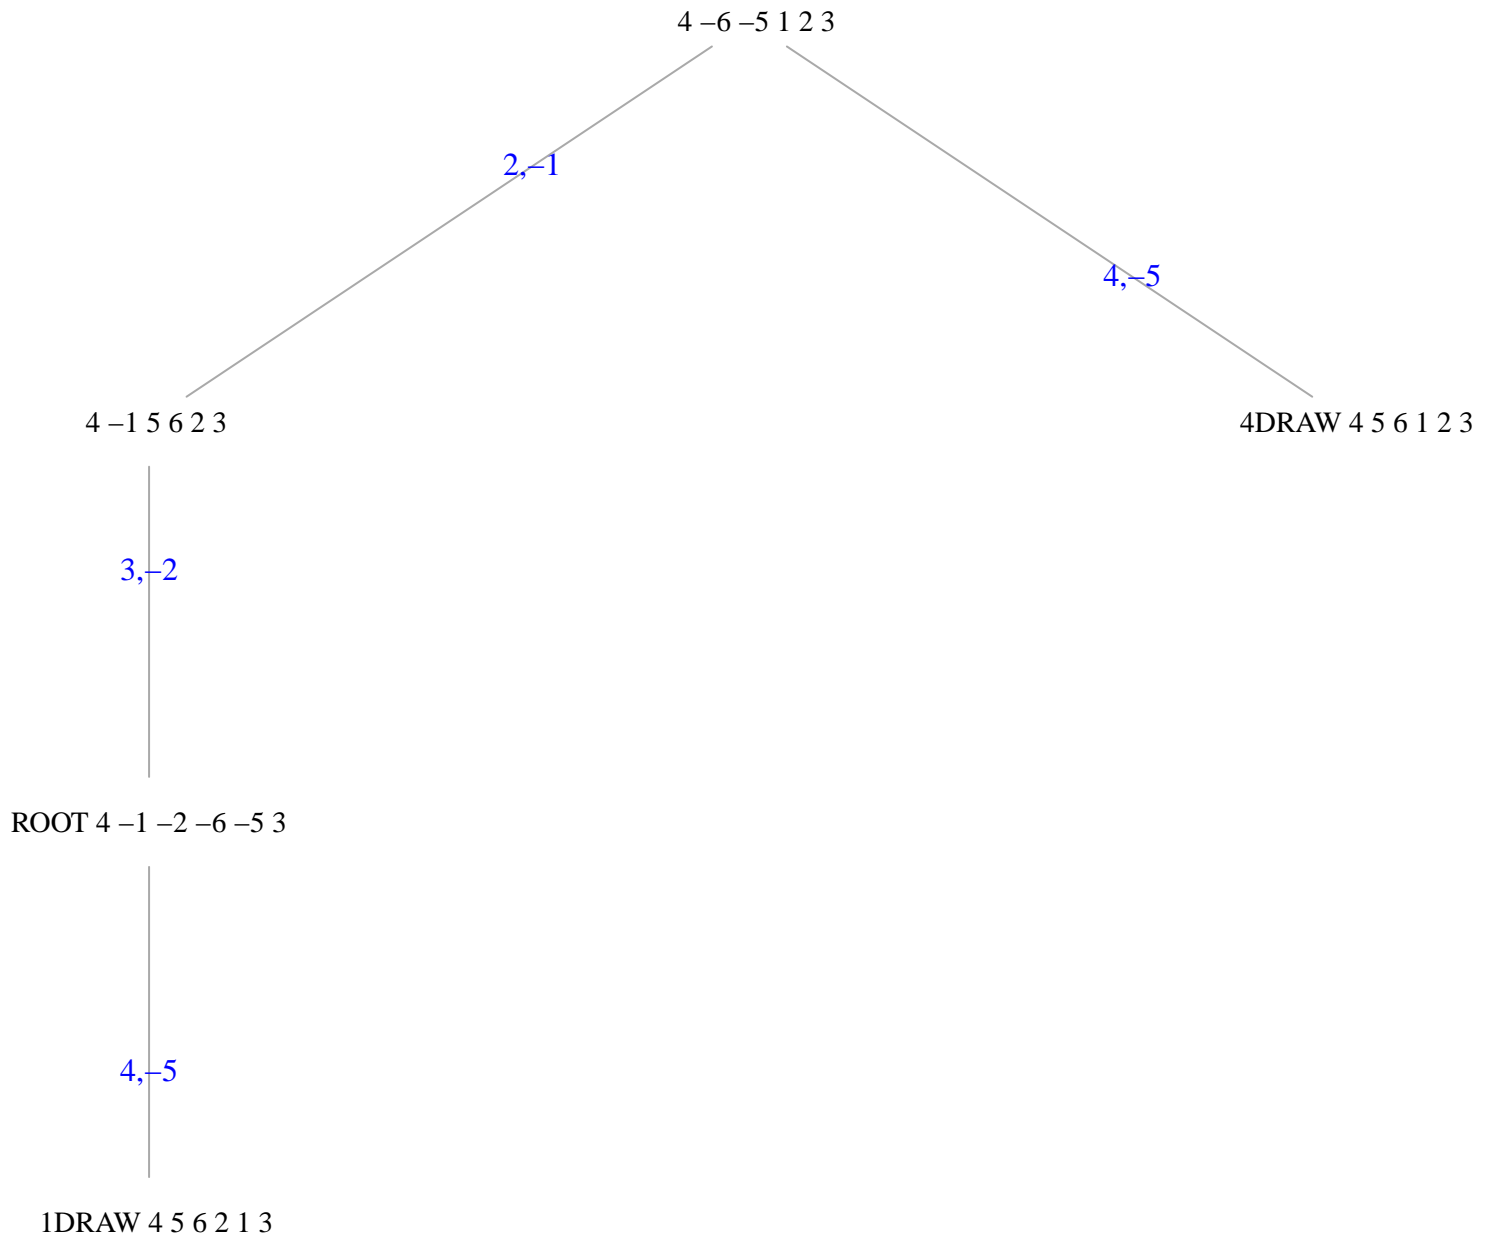 4 –6 –5 1 2 3
2,–1
4,–5
4 –1 5 6 2 3
4DRAW 4 5 6 1 2 3
3,–2
ROOT 4 –1 –2 –6 –5 3
4,–5
1DRAW 4 5 6 2 1 3